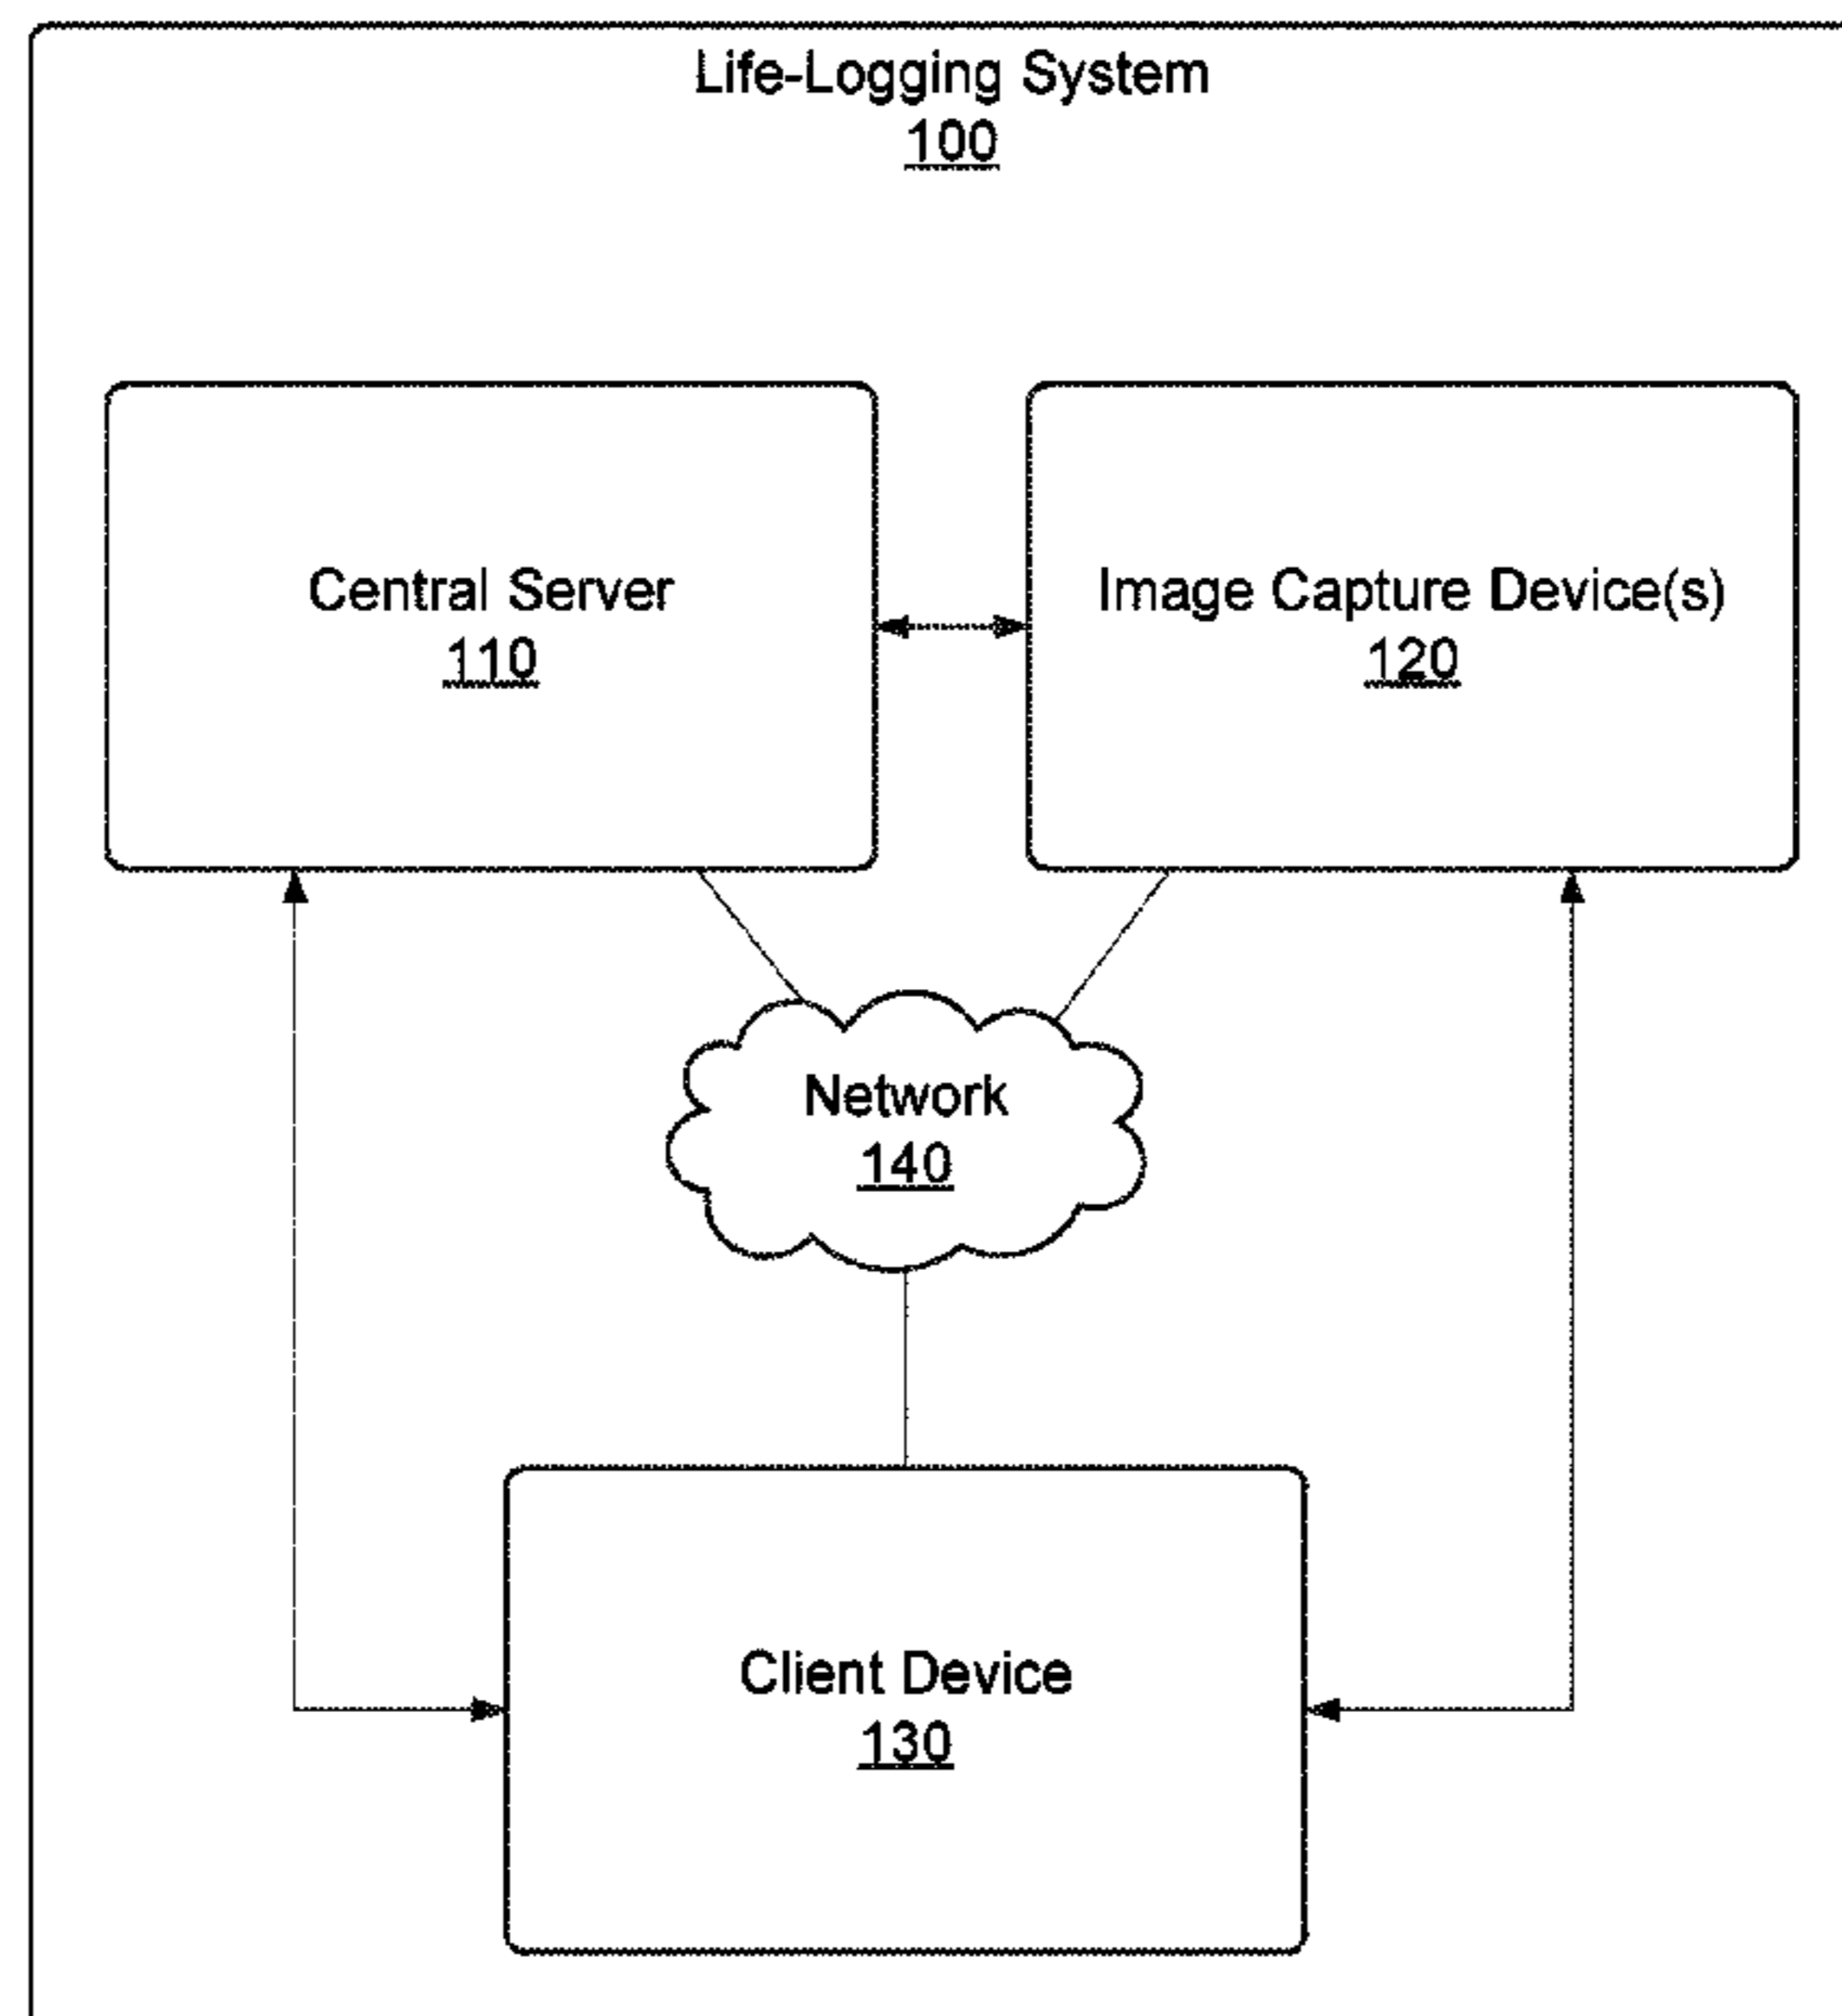 Life-Logging System
100
Central Server
110
Image Capture Device(s)
120
Network
140
Client Device
130